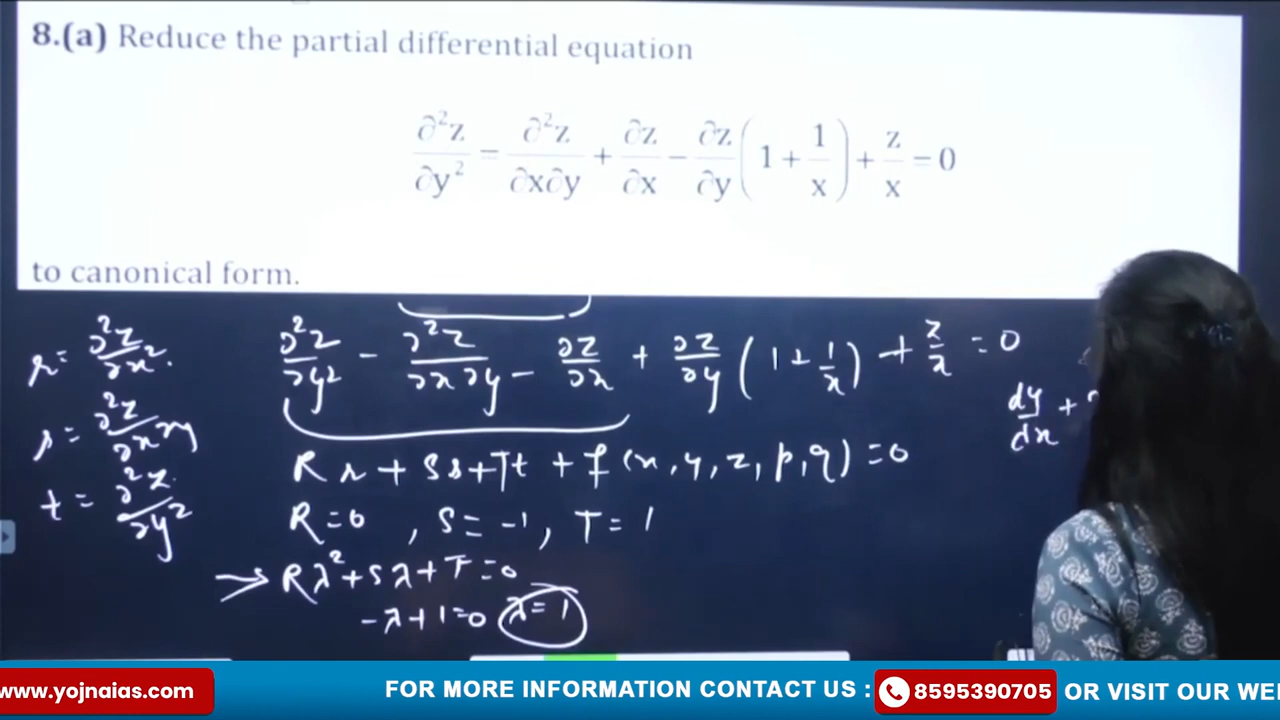 8.(a) Reduce the partial differential equation
∂²z/∂y² − ∂²z/∂x∂y + ∂z/∂x − ∂z/∂y (1 + 1/x) + z/x = 0
to canonical form.
r = ∂²z/∂x².
s = ∂²z/∂x∂y
t = ∂²z/∂y²
∂²z/∂y² − ∂²z/∂x∂y − ∂z/∂x + ∂z/∂y (1 + 1/x) + z/x = 0
dy/dx +
Rr + Ss + Tt + f(x, y, z, p, q) = 0
R = 0, S = −1, T = 1
→ Rλ² + Sλ + T = 0
−λ + 1 = 0 λ = 1
www.yojnaias.com
FOR MORE INFORMATION CONTACT US : 8595390705 OR VISIT OUR